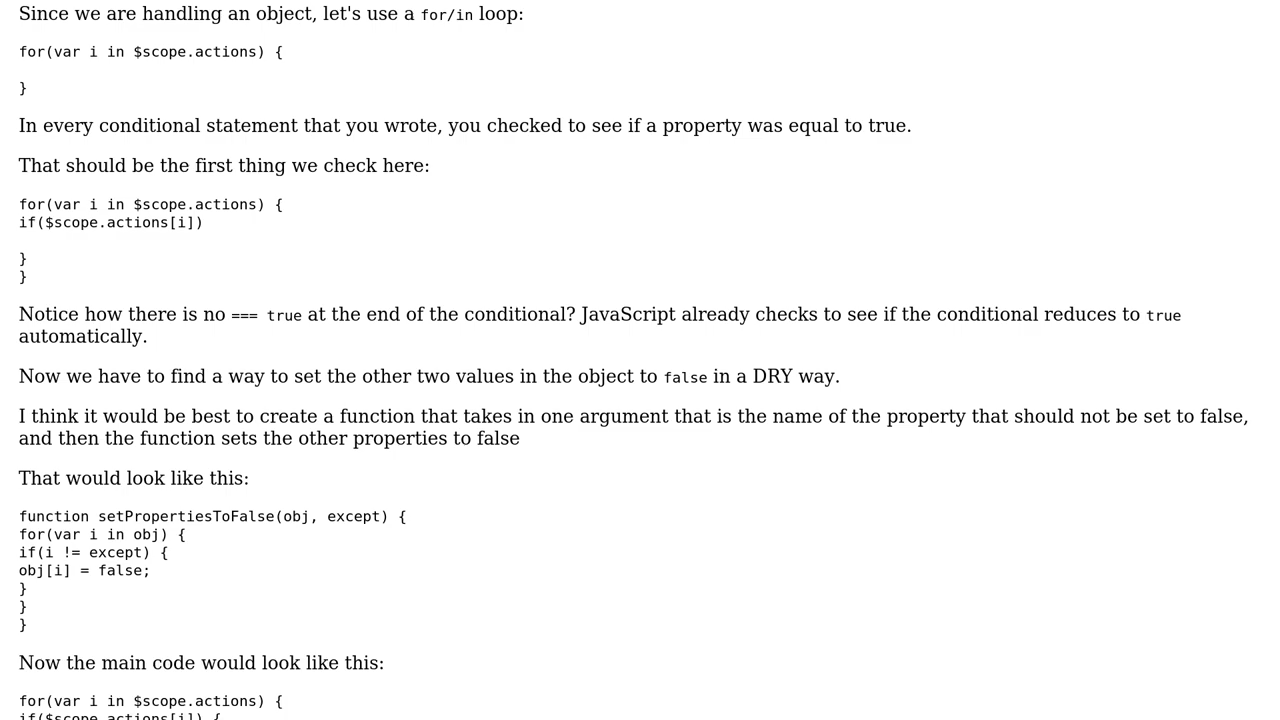 Since we are handling an object, let's use a for/in loop:
for(var i in $scope.actions) {
}
In every conditional statement that you wrote, you checked to see if a property was equal to true.
That should be the first thing we check here:
for(var i in $scope.actions) {
if($scope.actions[i])
}
}
Notice how there is no === true at the end of the conditional? JavaScript already checks to see if the conditional reduces to true
automatically.
Now we have to find a way to set the other two values in the object to false in a DRY way.
I think it would be best to create a function that takes in one argument that is the name of the property that should not be set to false,
and then the function sets the other properties to false
That would look like this:
function setPropertiesToFalse(obj, except) {
for(var i in obj) {
if(i != except) {
obj[i] = false;
}
}
}
Now the main code would look like this:
for(var i in $scope.actions) {
if($scope.actions[i]) {